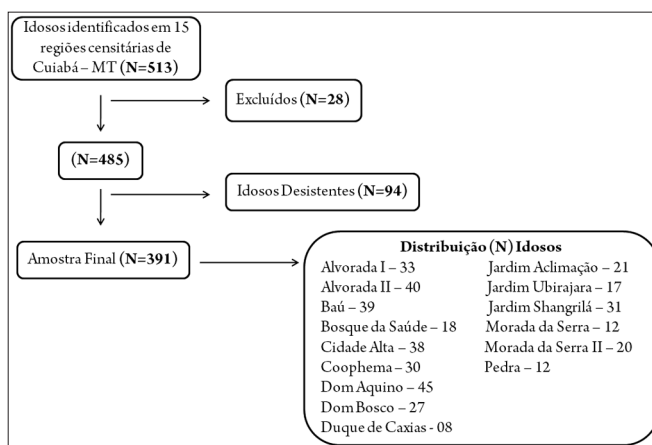 Idosos identificados em 15
regiões censitárias de
Cuiabá – MT (N=513)
Excluídos (N=28)
(N=485)
Idosos Desistentes (N=94)
Amostra Final (N=391)
Distribuição (N) Idosos
Alvorada I – 33
Alvorada II – 40
Baú – 39
Bosque da Saúde – 18
Cidade Alta – 38
Coophema – 30
Dom Aquino – 45
Dom Bosco – 27
Duque de Caxias - 08
Jardim Aclimação – 21
Jardim Ubirajara – 17
Jardim Shangrilá – 31
Morada da Serra – 12
Morada da Serra II – 20
Pedra – 12